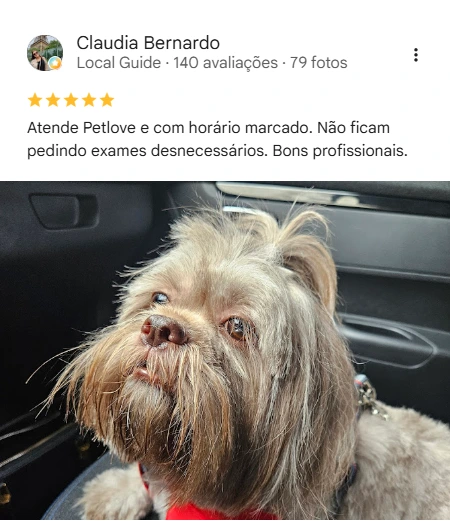 Claudia Bernardo
Local Guide · 140 avaliações · 79 fotos
Atende Petlove e com horário marcado. Não ficam
pedindo exames desnecessários. Bons profissionais.